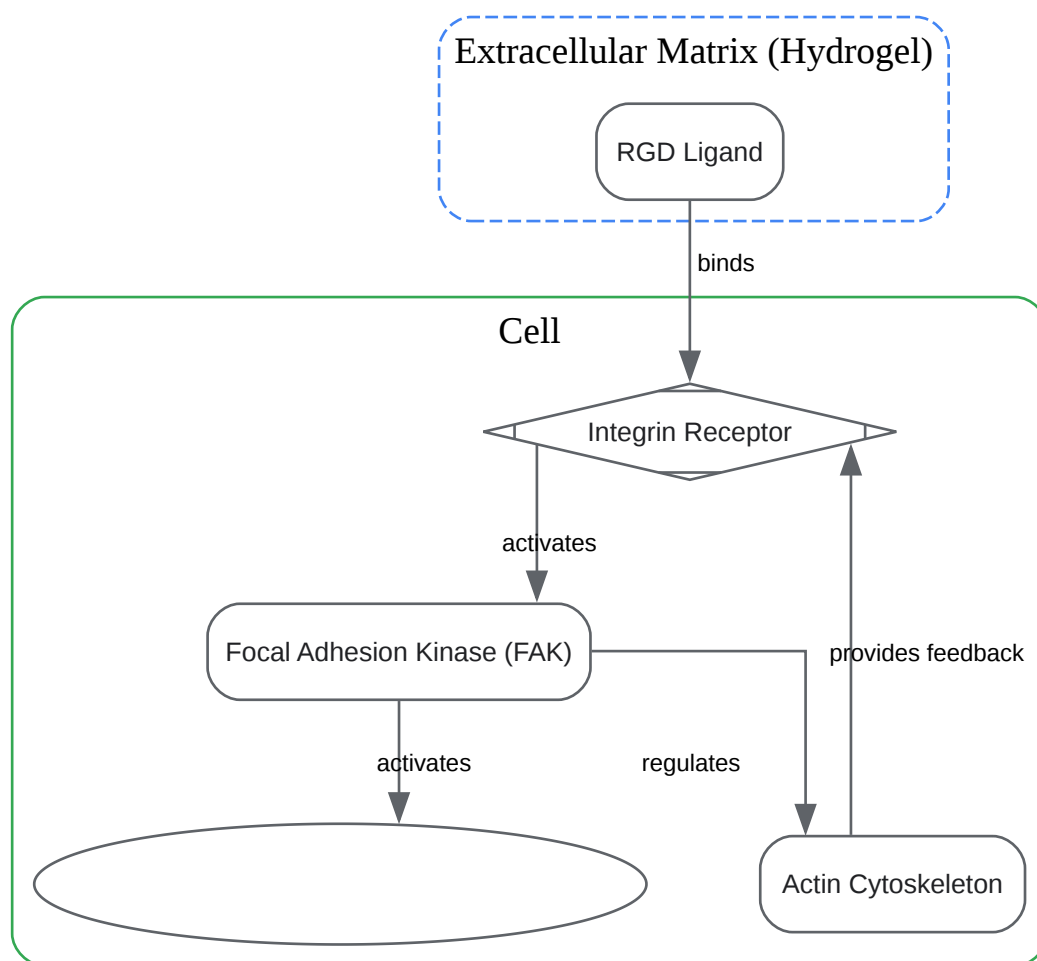 Extracellular Matrix (Hydrogel)
RGD Ligand
binds
Cell
Integrin Receptor
activates
Focal Adhesion Kinase (FAK)
provides feedback
activates
regulates
Actin Cytoskeleton